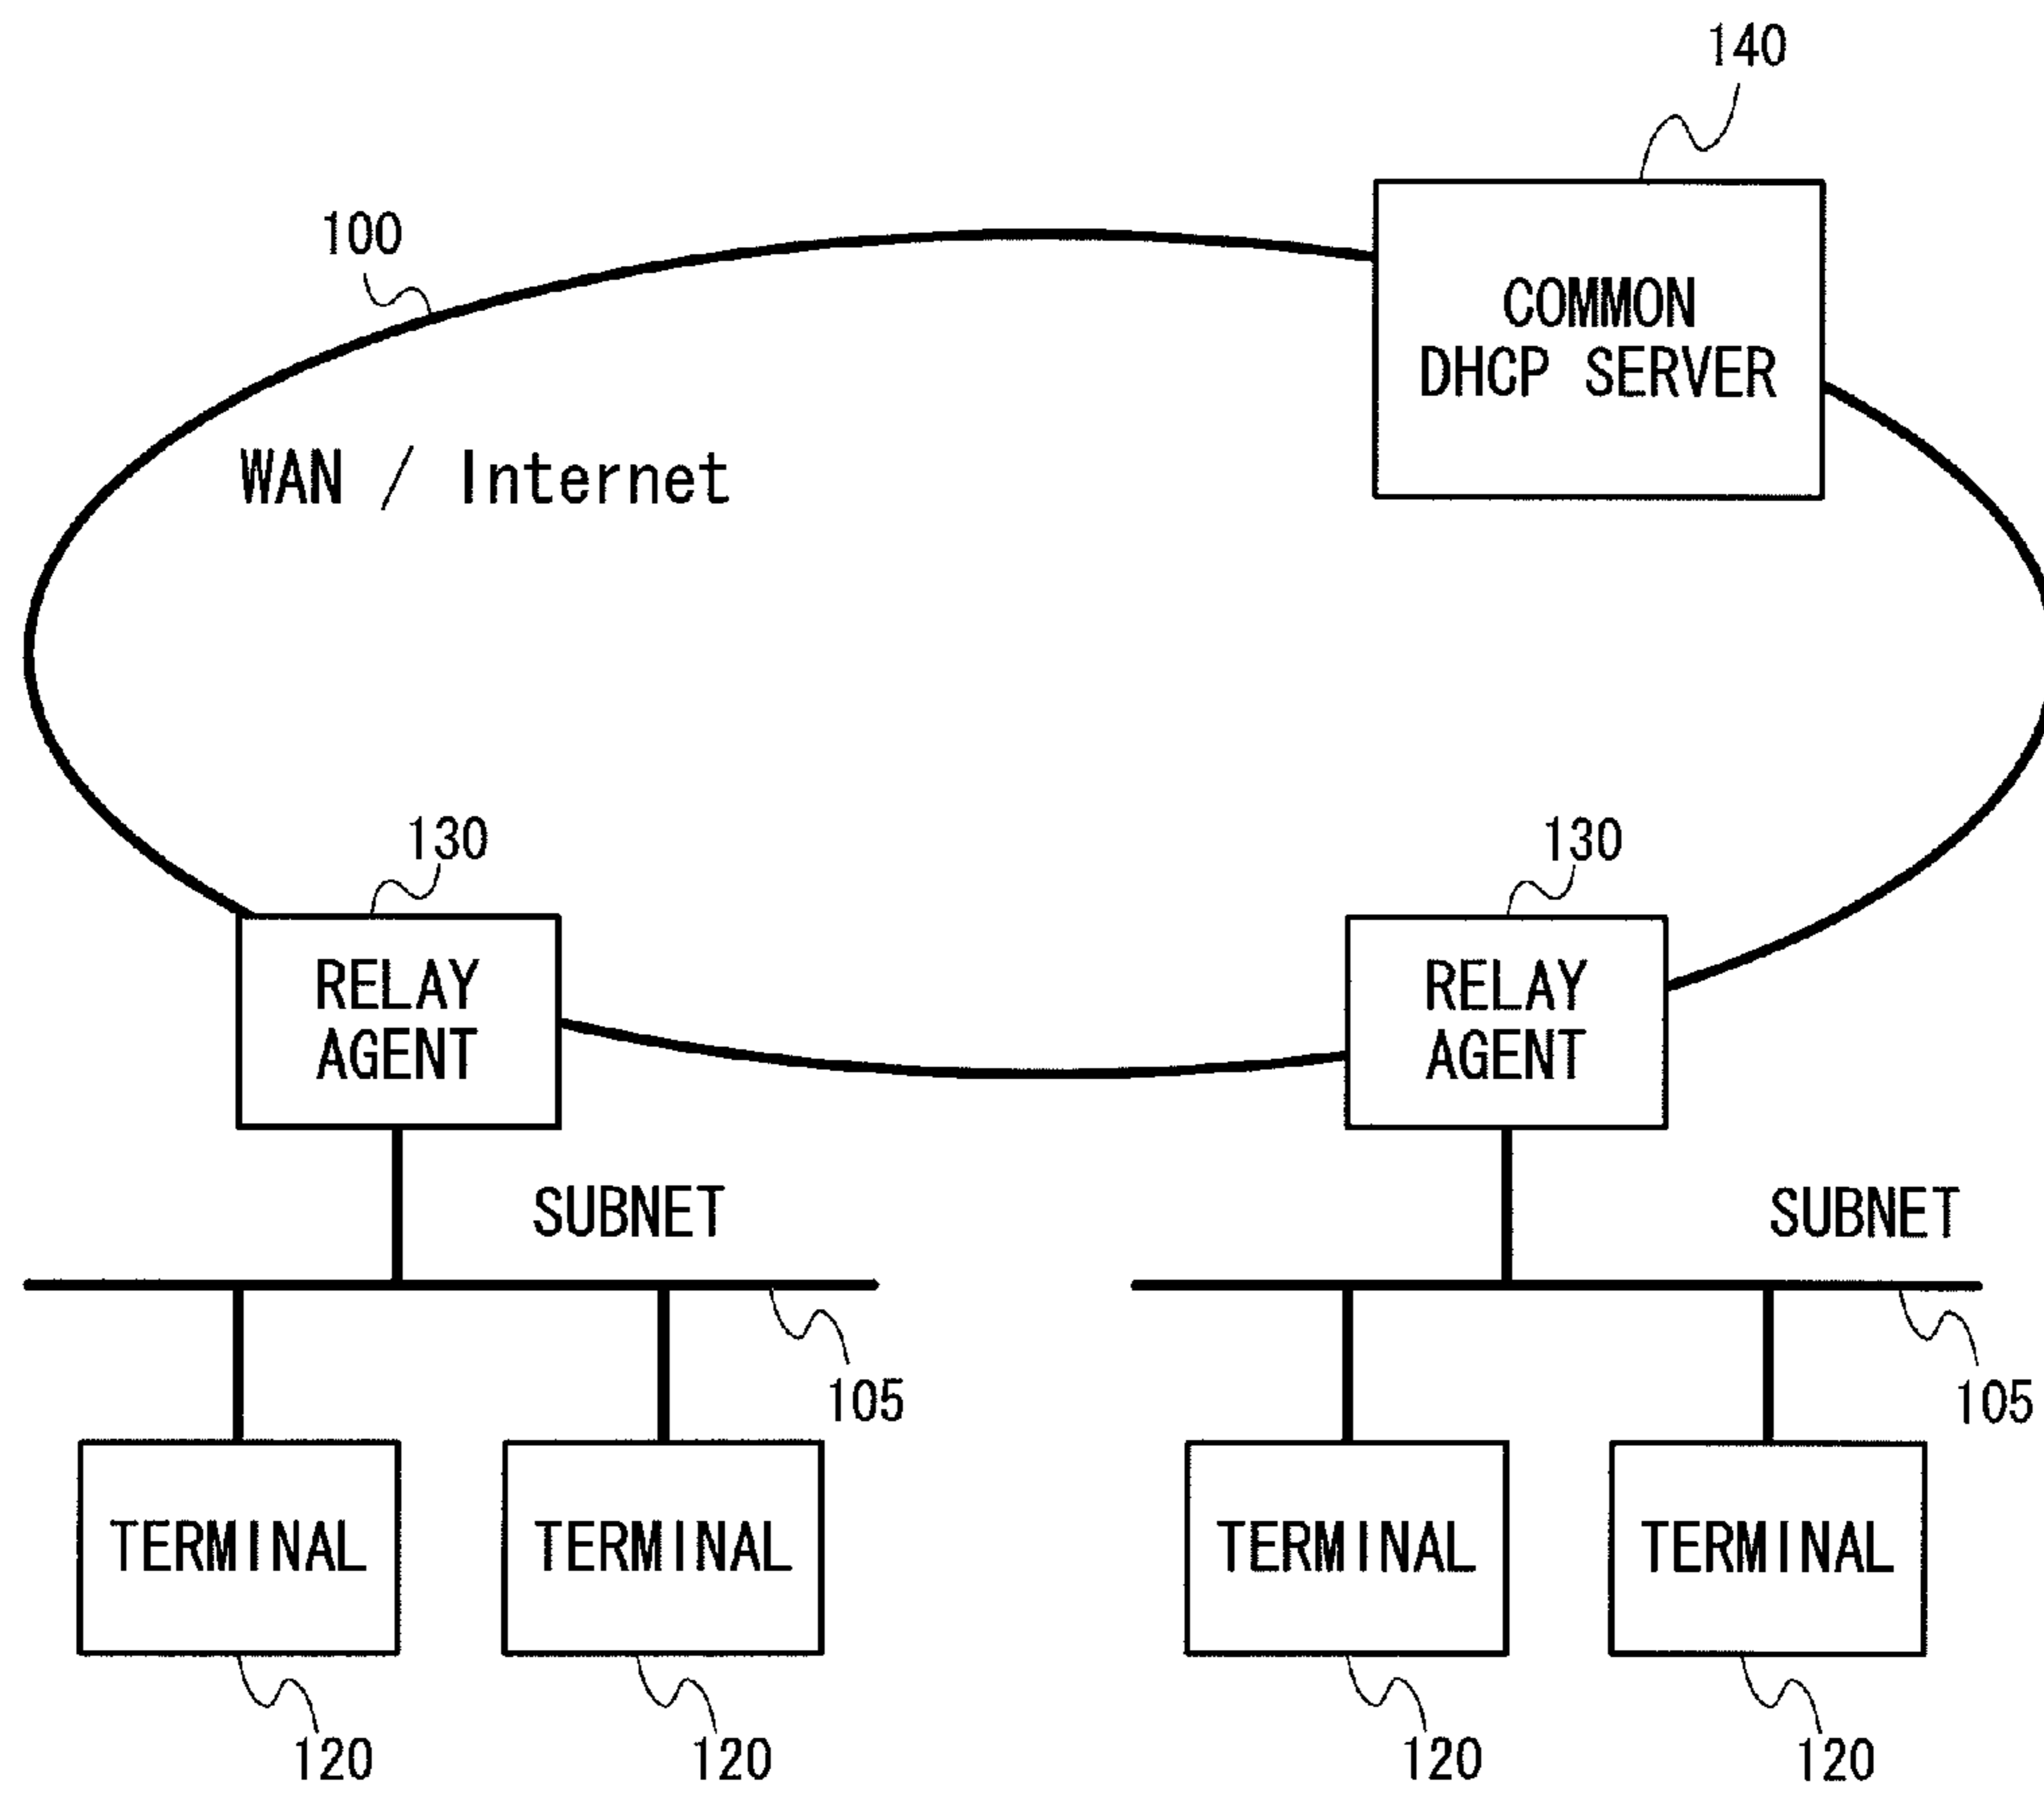 140
100
COMMON
DHCP SERVER
WAN / Internet
130
130
RELAY
AGENT
RELAY
AGENT
SUBNET
SUBNET
105
105
TERMINAL
TERMINAL
TERMINAL
TERMINAL
120
120
120
120